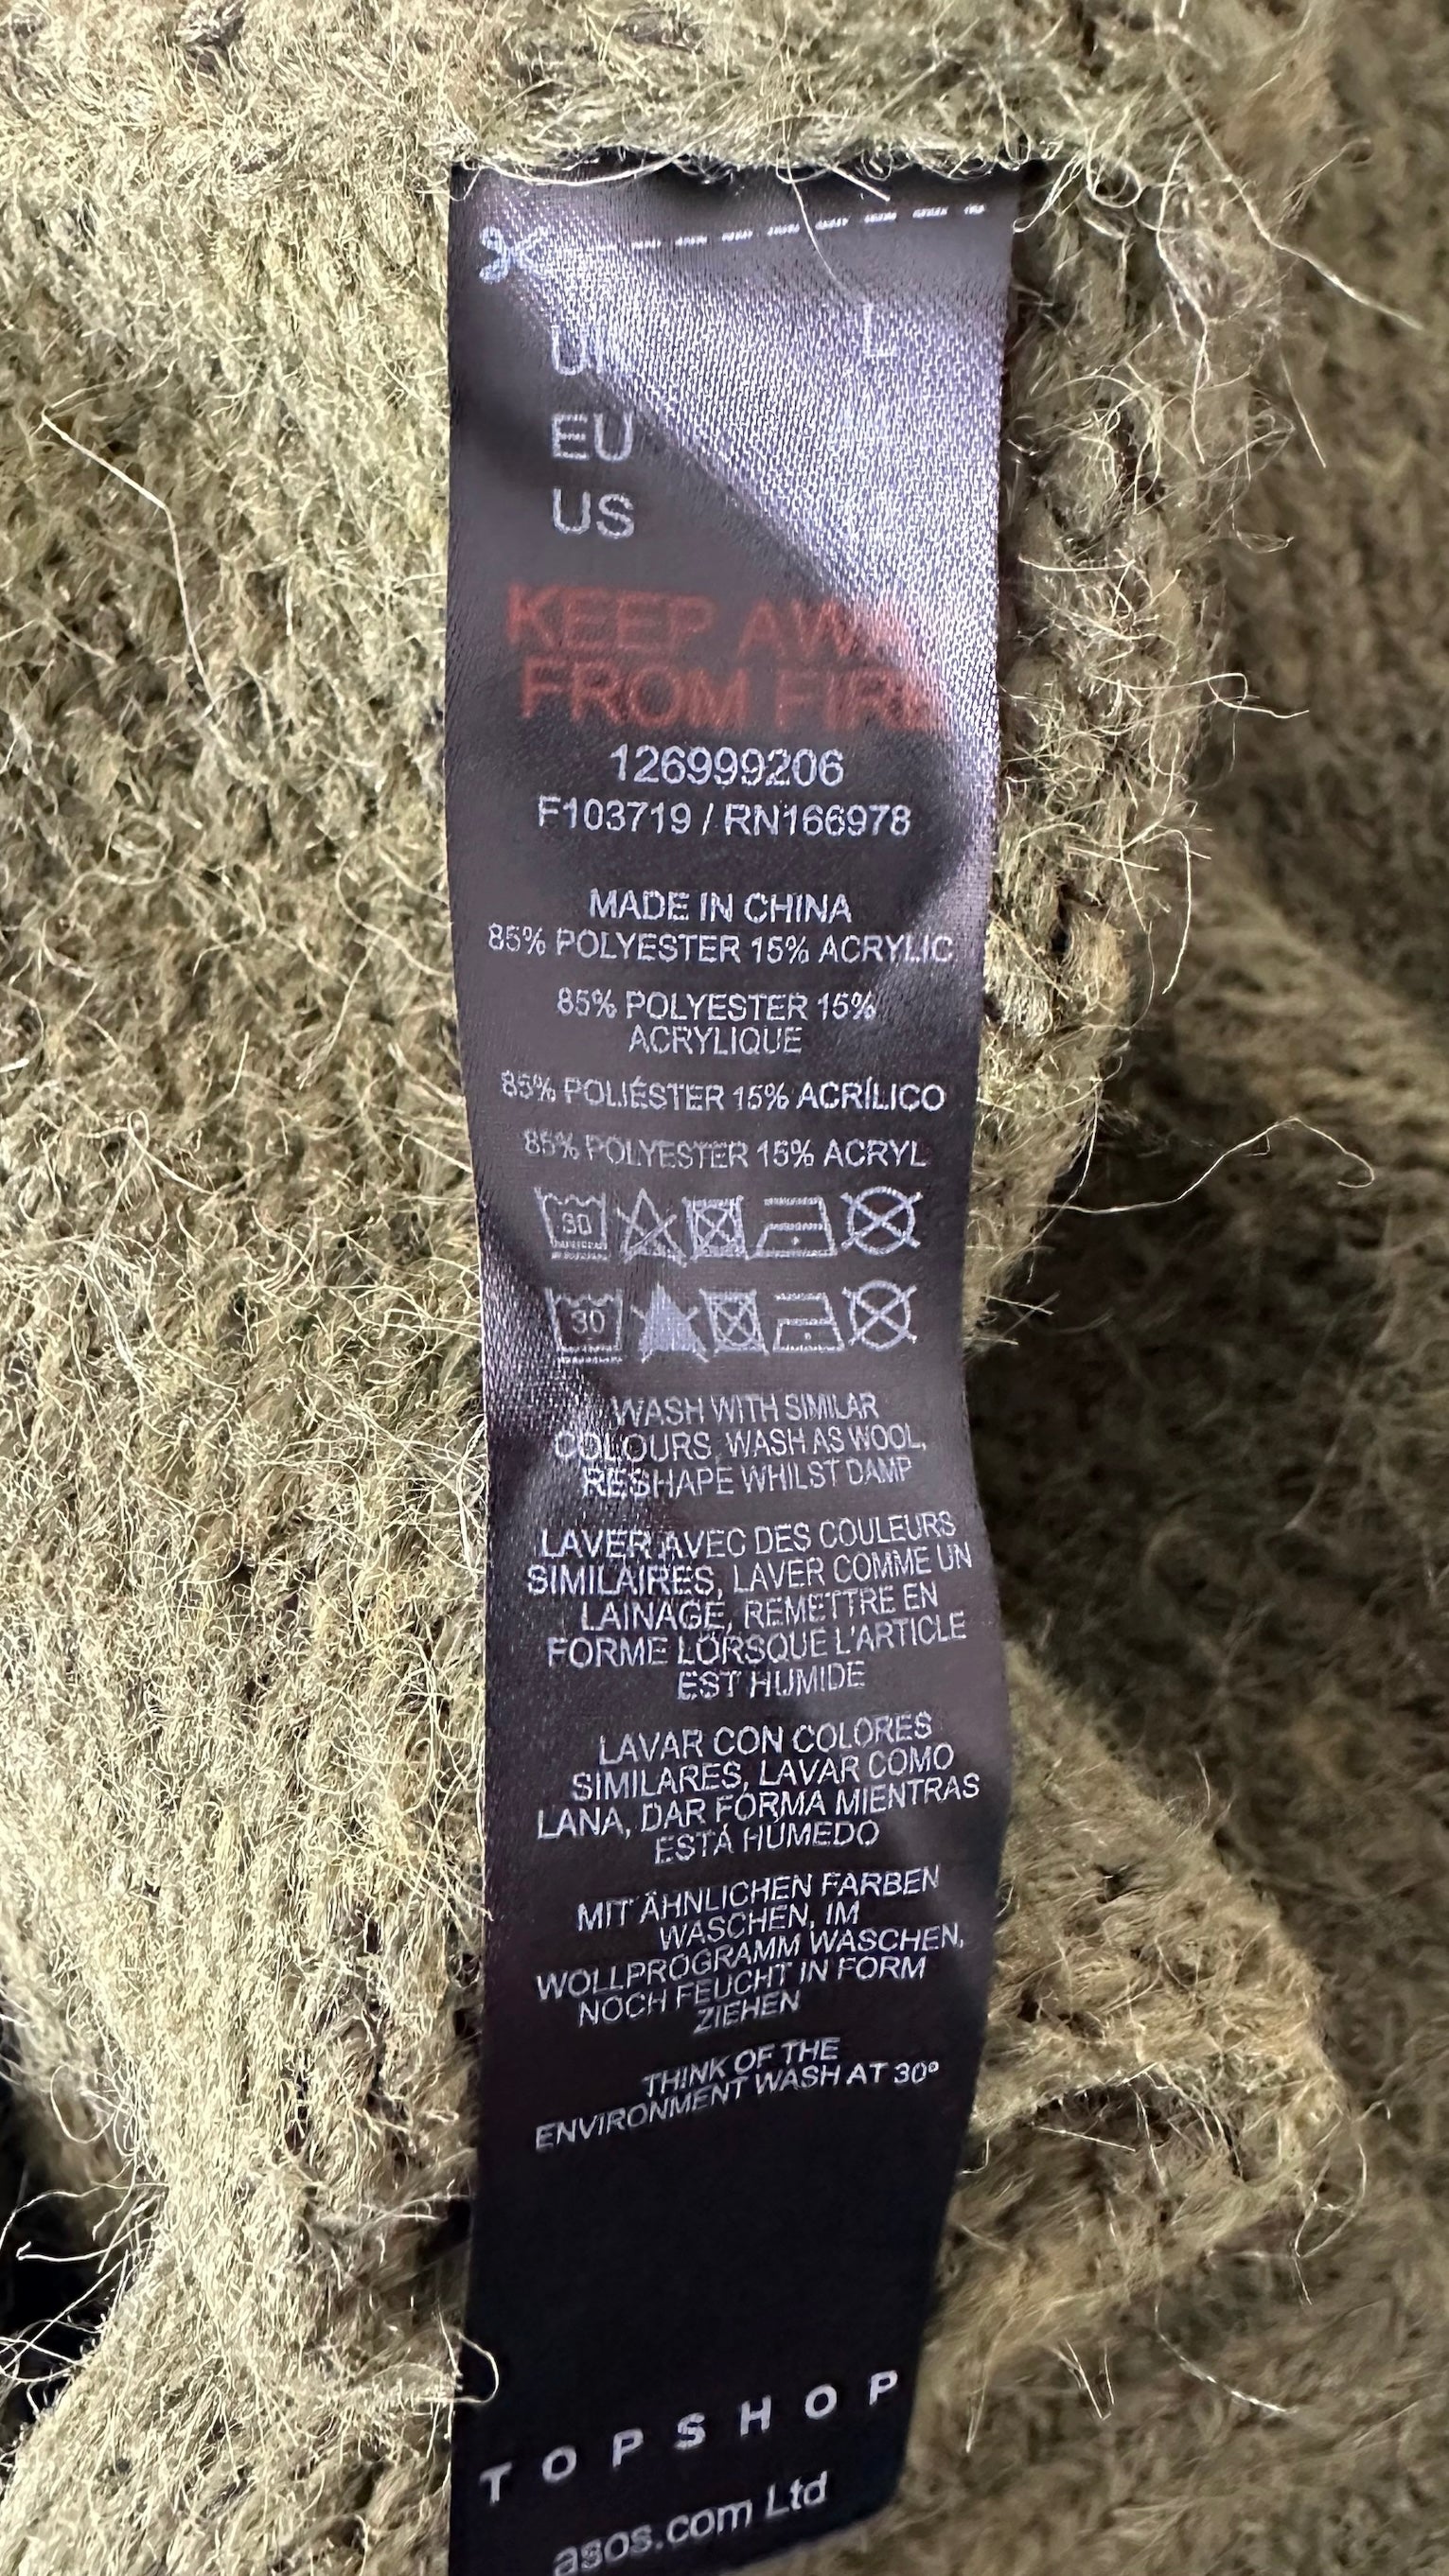 UK L
EU
US
KEEP AWAY
FROM FIRE
126999206
F103719 / RN166978
MADE IN CHINA
85% POLYESTER 15% ACRYLIC
85% POLYESTER 15%
ACRYLIQUE
85% POLIÉSTER 15% ACRÍLICO
85% POLYESTER 15% ACRYL
30
30
WASH WITH SIMILAR
COLOURS, WASH AS WOOL,
RESHAPE WHILST DAMP
LAVER AVEC DES COULEURS
SIMILAIRES, LAVER COMME UN
LAINAGE, REMETTRE EN
FORME LORSQUE L'ARTICLE
EST HUMIDE
LAVAR CON COLORES
SIMILARES, LAVAR COMO
LANA, DAR FORMA MIENTRAS
ESTÁ HÚMEDO
MIT ÄHNLICHEN FARBEN
WASCHEN, IM
WOLLPROGRAMM WASCHEN,
NOCH FEUCHT IN FORM
ZIEHEN
THINK OF THE
ENVIRONMENT WASH AT 30º
TOPSHOP
asos.com Ltd